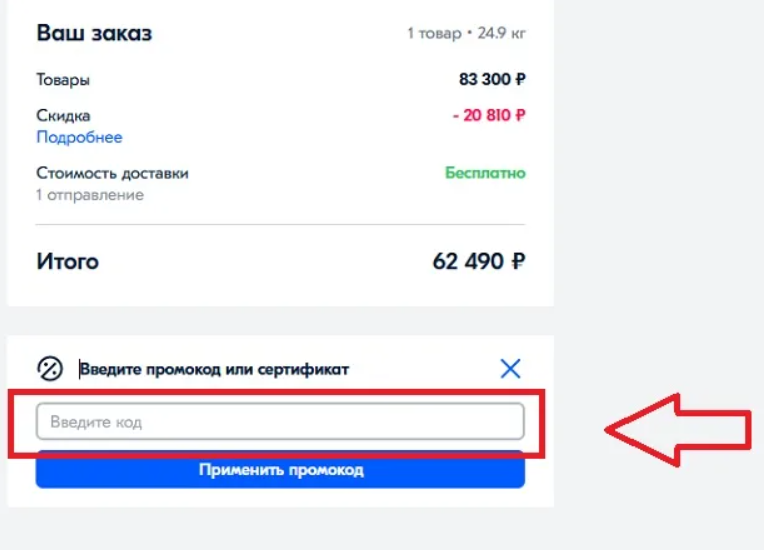 Ваш заказ 1 товар • 24.9 кг
Товары 83 300 ₽
Скидка - 20 810 ₽
Подробнее
Стоимость доставки Бесплатно
1 отправление
Итого 62 490 ₽
Введите промокод или сертификат
Введите код
Применить промокод